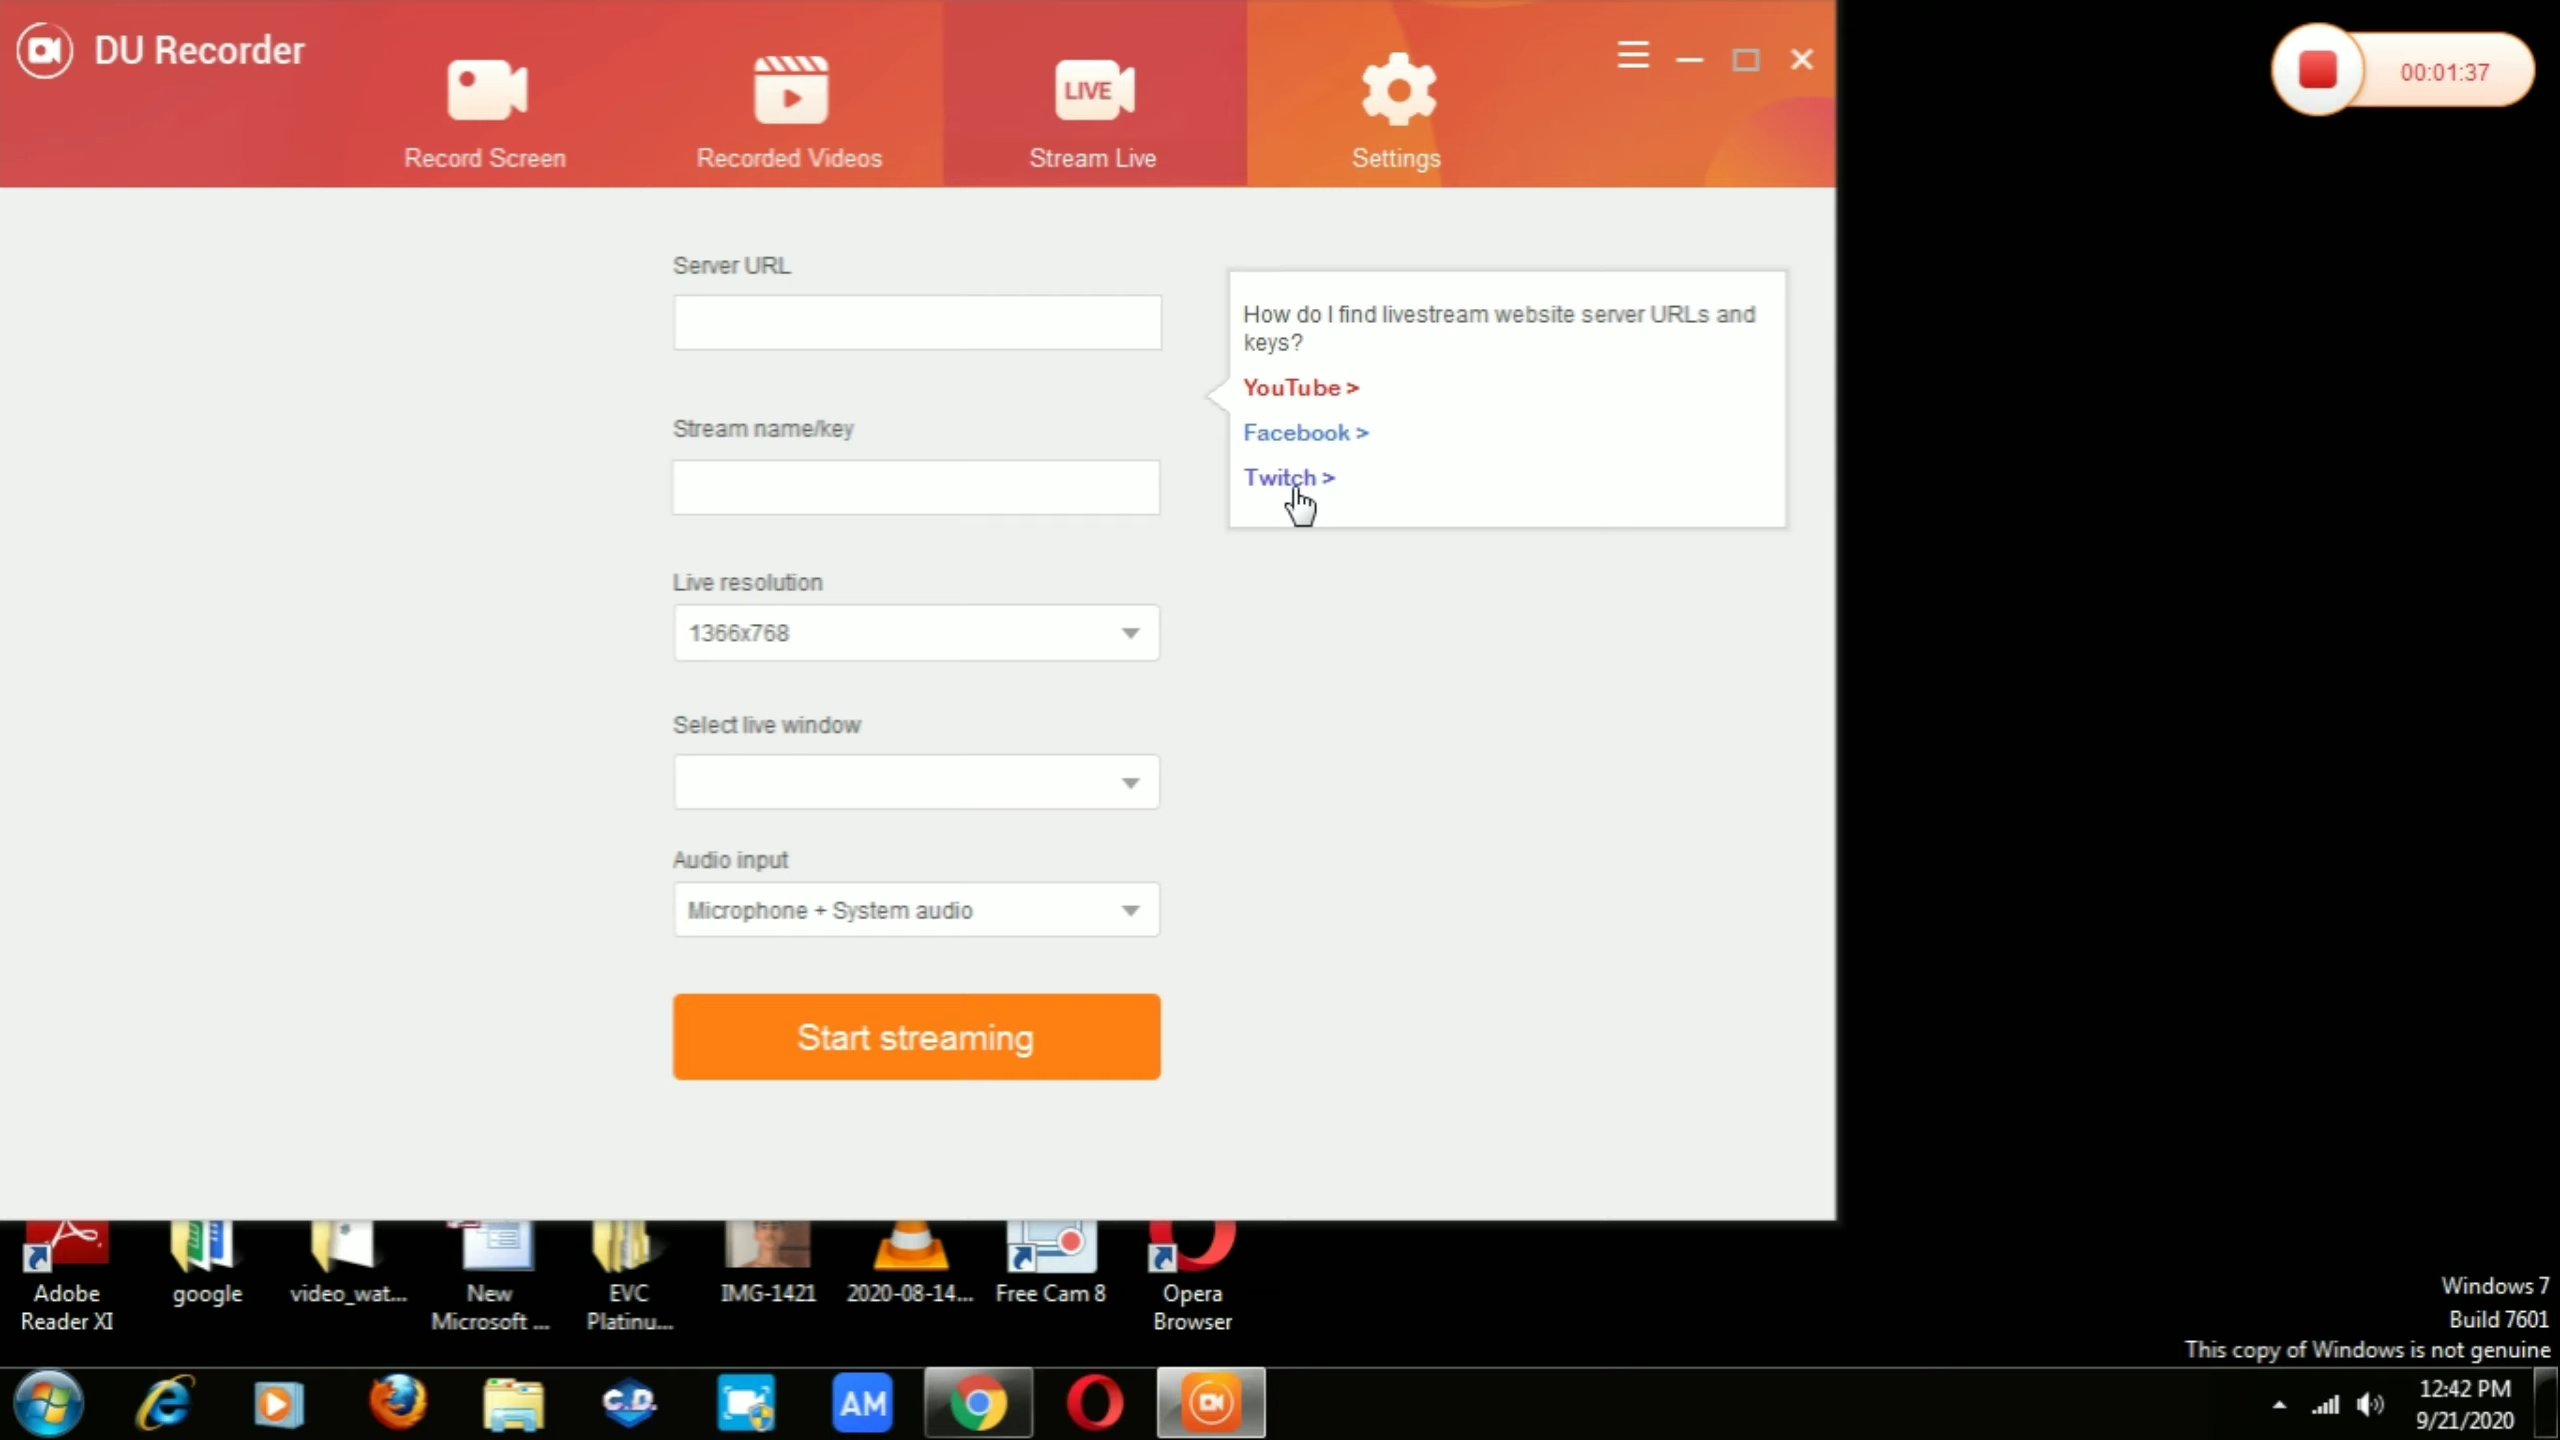 DU Recorder
Record Screen
Recorded Videos
LIVE
Stream Live
Settings
00:01:37
Server URL
Stream name/key
Live resolution
1366x768
Select live window
Audio input
Microphone + System audio
Start streaming
How do I find livestream website server URLs and
keys?
YouTube >
Facebook >
Twitch >
Adobe
Reader XI
google
video_wat...
New
Microsoft ...
EVC
Platinu...
IMG-1421
2020-08-14...
Free Cam 8
Opera
Browser
Windows 7
Build 7601
This copy of Windows is not genuine
C.D.
AM
12:42 PM
9/21/2020